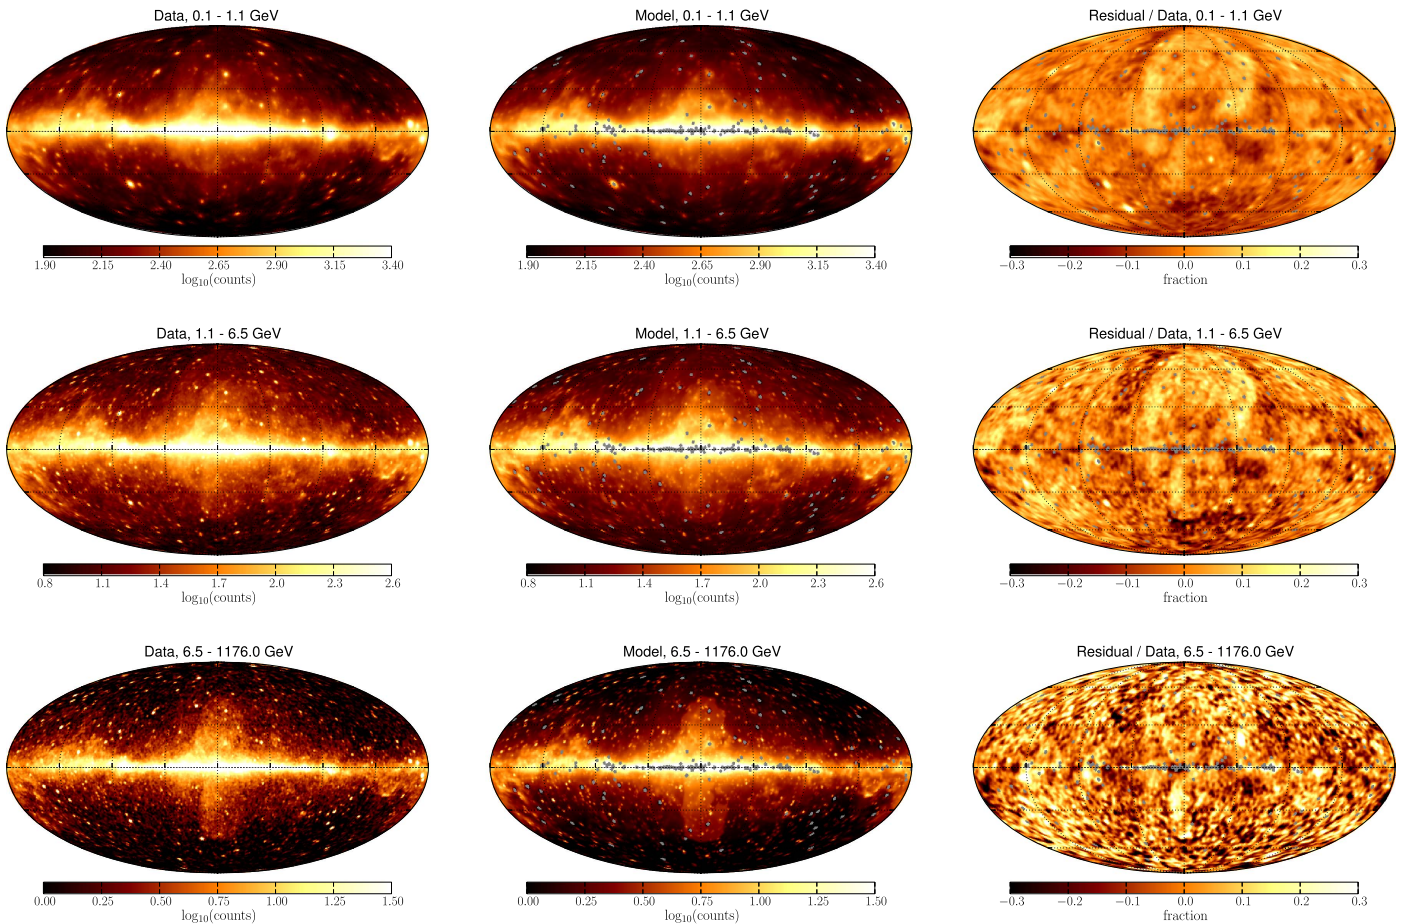 Data, 0.1 - 1.1 GeV
Model, 0.1 - 1.1 GeV
Residual / Data, 0.1 - 1.1 GeV
1.90 2.15 2.40 2.65 2.90 3.15 3.40
log10(counts)
1.90 2.15 2.40 2.65 2.90 3.15 3.40
log10(counts)
−0.3 −0.2 −0.1 0.0 0.1 0.2 0.3
fraction
Data, 1.1 - 6.5 GeV
Model, 1.1 - 6.5 GeV
Residual / Data, 1.1 - 6.5 GeV
0.8 1.1 1.4 1.7 2.0 2.3 2.6
log10(counts)
0.8 1.1 1.4 1.7 2.0 2.3 2.6
log10(counts)
−0.3 −0.2 −0.1 0.0 0.1 0.2 0.3
fraction
Data, 6.5 - 1176.0 GeV
Model, 6.5 - 1176.0 GeV
Residual / Data, 6.5 - 1176.0 GeV
0.00 0.25 0.50 0.75 1.00 1.25 1.50
log10(counts)
0.00 0.25 0.50 0.75 1.00 1.25 1.50
log10(counts)
−0.3 −0.2 −0.1 0.0 0.1 0.2 0.3
fraction